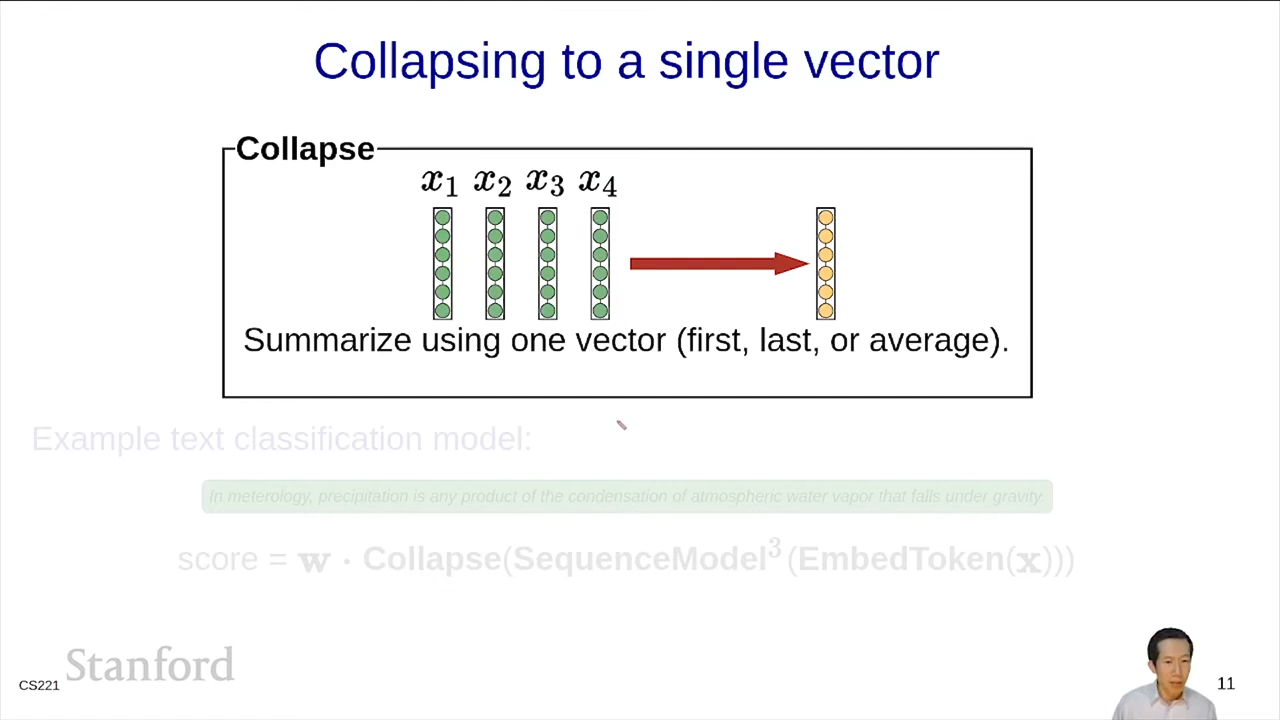 Collapsing to a single vector
Collapse
x₁ x₂ x₃ x₄
Summarize using one vector (first, last, or average).
Example text classification model:
In meterology, precipitation is any product of the condensation of atmospheric water vapor that falls under gravity.
score = w · Collapse(SequenceModel³(EmbedToken(x)))
Stanford
CS221
11